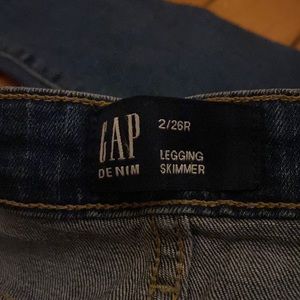 GAP
DENIM
2/26R
LEGGING
SKIMMER